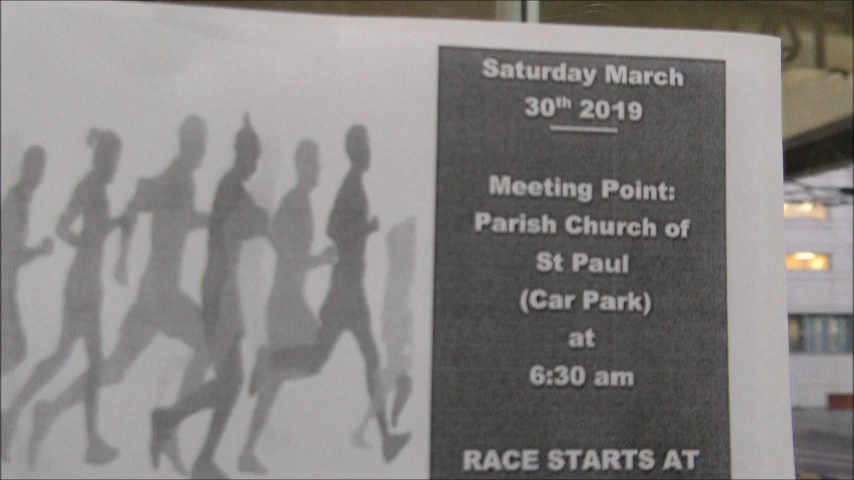 Saturday March
30th 2019
Meeting Point:
Parish Church of
St Paul
(Car Park)
at
6:30 am
RACE STARTS AT